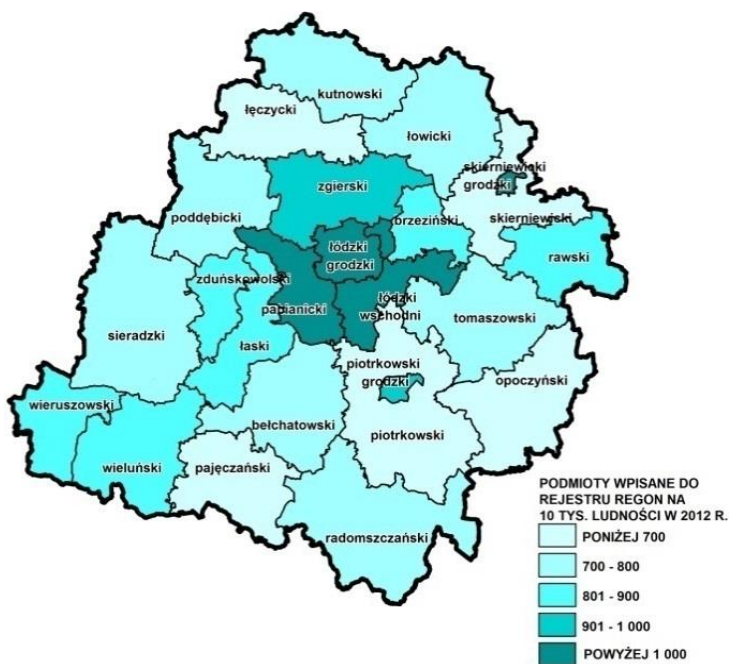 kutnowski
łęczycki
łowicki
skierniewicki
grodzki
zgierski
skierniewiski
poddębicki
brzeziński
łódzki
grodzki
rawski
zduńskowolski
łódzki
pabianicki
wschodni
tomaszowski
sieradzki
łaski
piotrkowski
grodzki
opoczyński
wieruszowski
bełchatowski
piotrkowski
wieluński
pajęczański
radomszczański
PODMIOTY WPISANE DO
REJESTRU REGON NA
10 TYS. LUDNOŚCI W 2012 R.
PONIŻEJ 700
700 - 800
801 - 900
901 - 1 000
POWYŻEJ 1 000